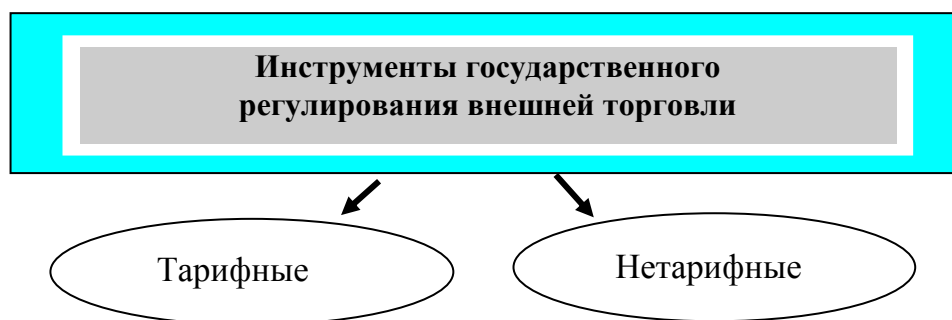 Инструменты государственного
регулирования внешней торговли
Тарифные
Нетарифные